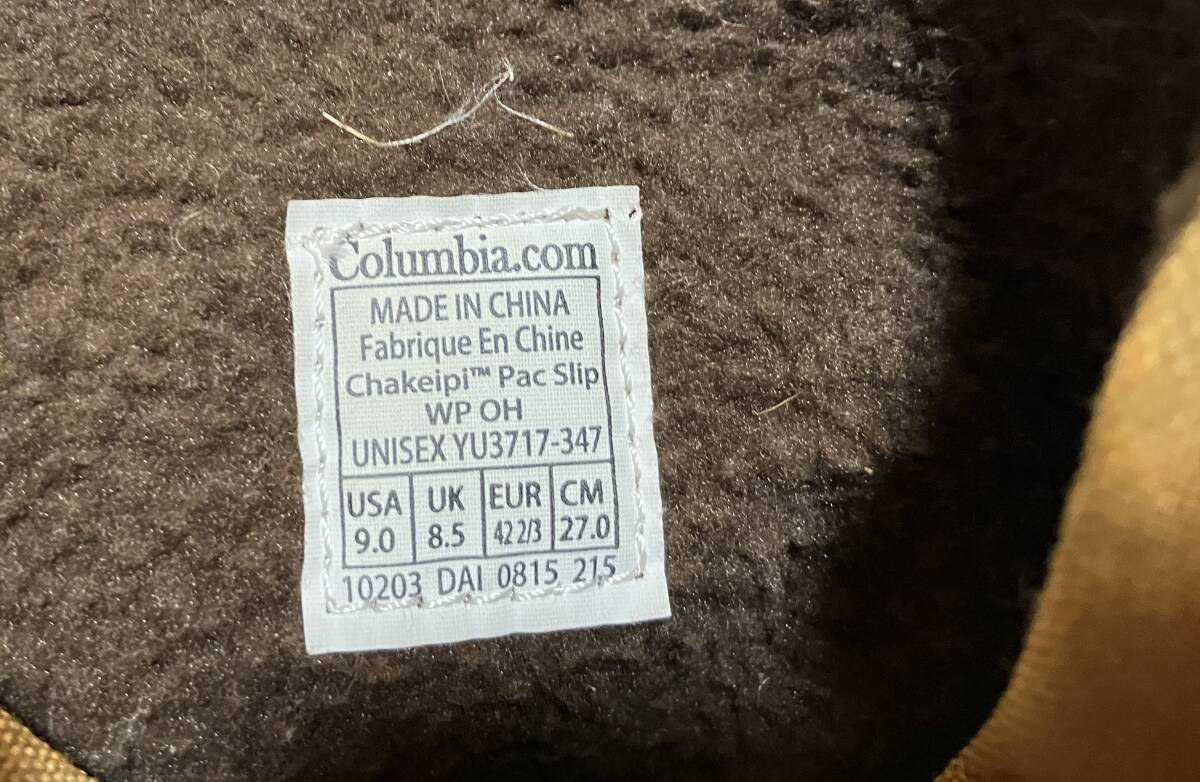 Columbia.com
MADE IN CHINA
Fabrique En Chine
Chakeipi™ Pac Slip
WP OH
UNISEX YU3717-347
USA UK EUR CM
9.0 8.5 42 2/3 27.0
10203 DAI 0815 215